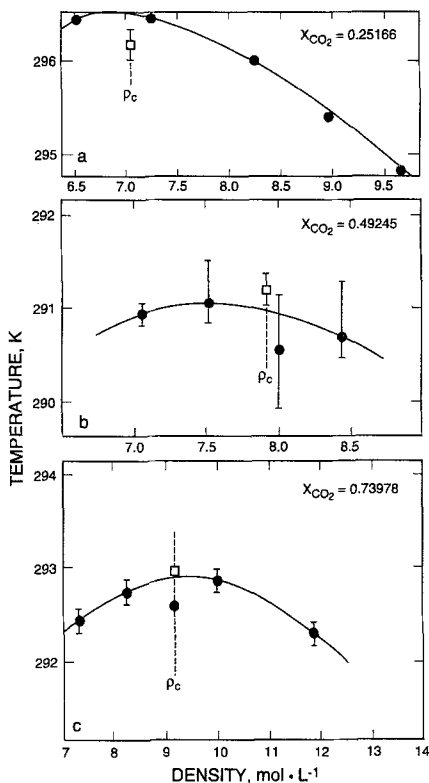 X_CO2 = 0.25166
296
ρc
295
a
6.5 7.0 7.5 8.0 8.5 9.0 9.5
292
X_CO2 = 0.49245
291
290
ρc
b
7.0 7.5 8.0 8.5
TEMPERATURE, K
294
X_CO2 = 0.73978
293
292
ρc
c
7 8 9 10 11 12 13 14
DENSITY, mol • L-1